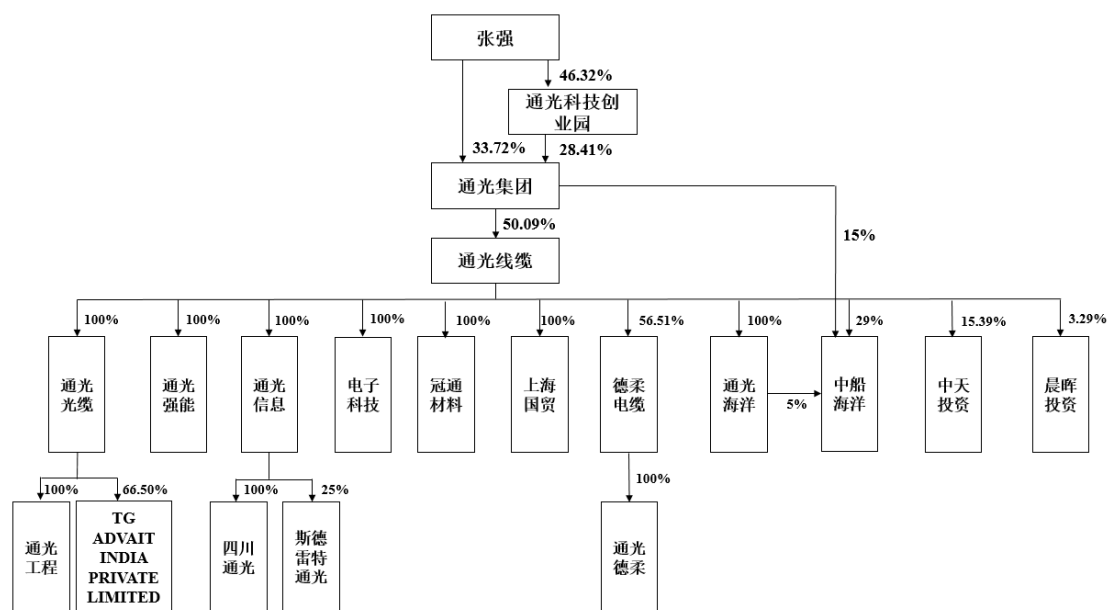 张强
46.32%
通光科技创
业园
33.72%
28.41%
通光集团
50.09%
15%
通光线缆
100%
100%
100%
100%
100%
100%
56.51%
100%
29%
15.39%
3.29%
通光
光缆
通光
强能
通光
信息
电子
科技
冠通
材料
上海
国贸
德柔
电缆
通光
海洋
5%
中船
海洋
中天
投资
晨晖
投资
100%
66.50%
100%
25%
100%
通光
工程
TG
ADVAIT
INDIA
PRIVATE
LIMITED
四川
通光
斯德
雷特
通光
通光
德柔